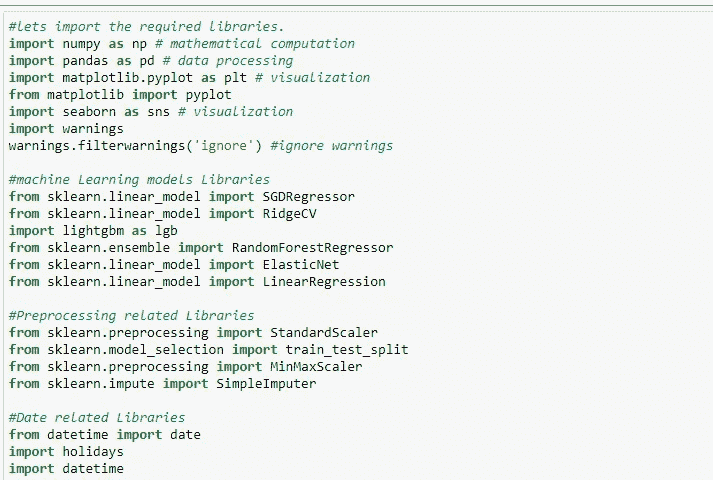 #lets import the required libraries.
import numpy as np # mathematical computation
import pandas as pd # data processing
import matplotlib.pyplot as plt # visualization
from matplotlib import pyplot
import seaborn as sns # visualization
import warnings
warnings.filterwarnings('ignore') #ignore warnings
#machine Learning models Libraries
from sklearn.linear_model import SGDRegressor
from sklearn.linear_model import RidgeCV
import lightgbm as lgb
from sklearn.ensemble import RandomForestRegressor
from sklearn.linear_model import ElasticNet
from sklearn.linear_model import LinearRegression
#Preprocessing related Libraries
from sklearn.preprocessing import StandardScaler
from sklearn.model_selection import train_test_split
from sklearn.preprocessing import MinMaxScaler
from sklearn.impute import SimpleImputer
#Date related Libraries
from datetime import date
import holidays
import datetime